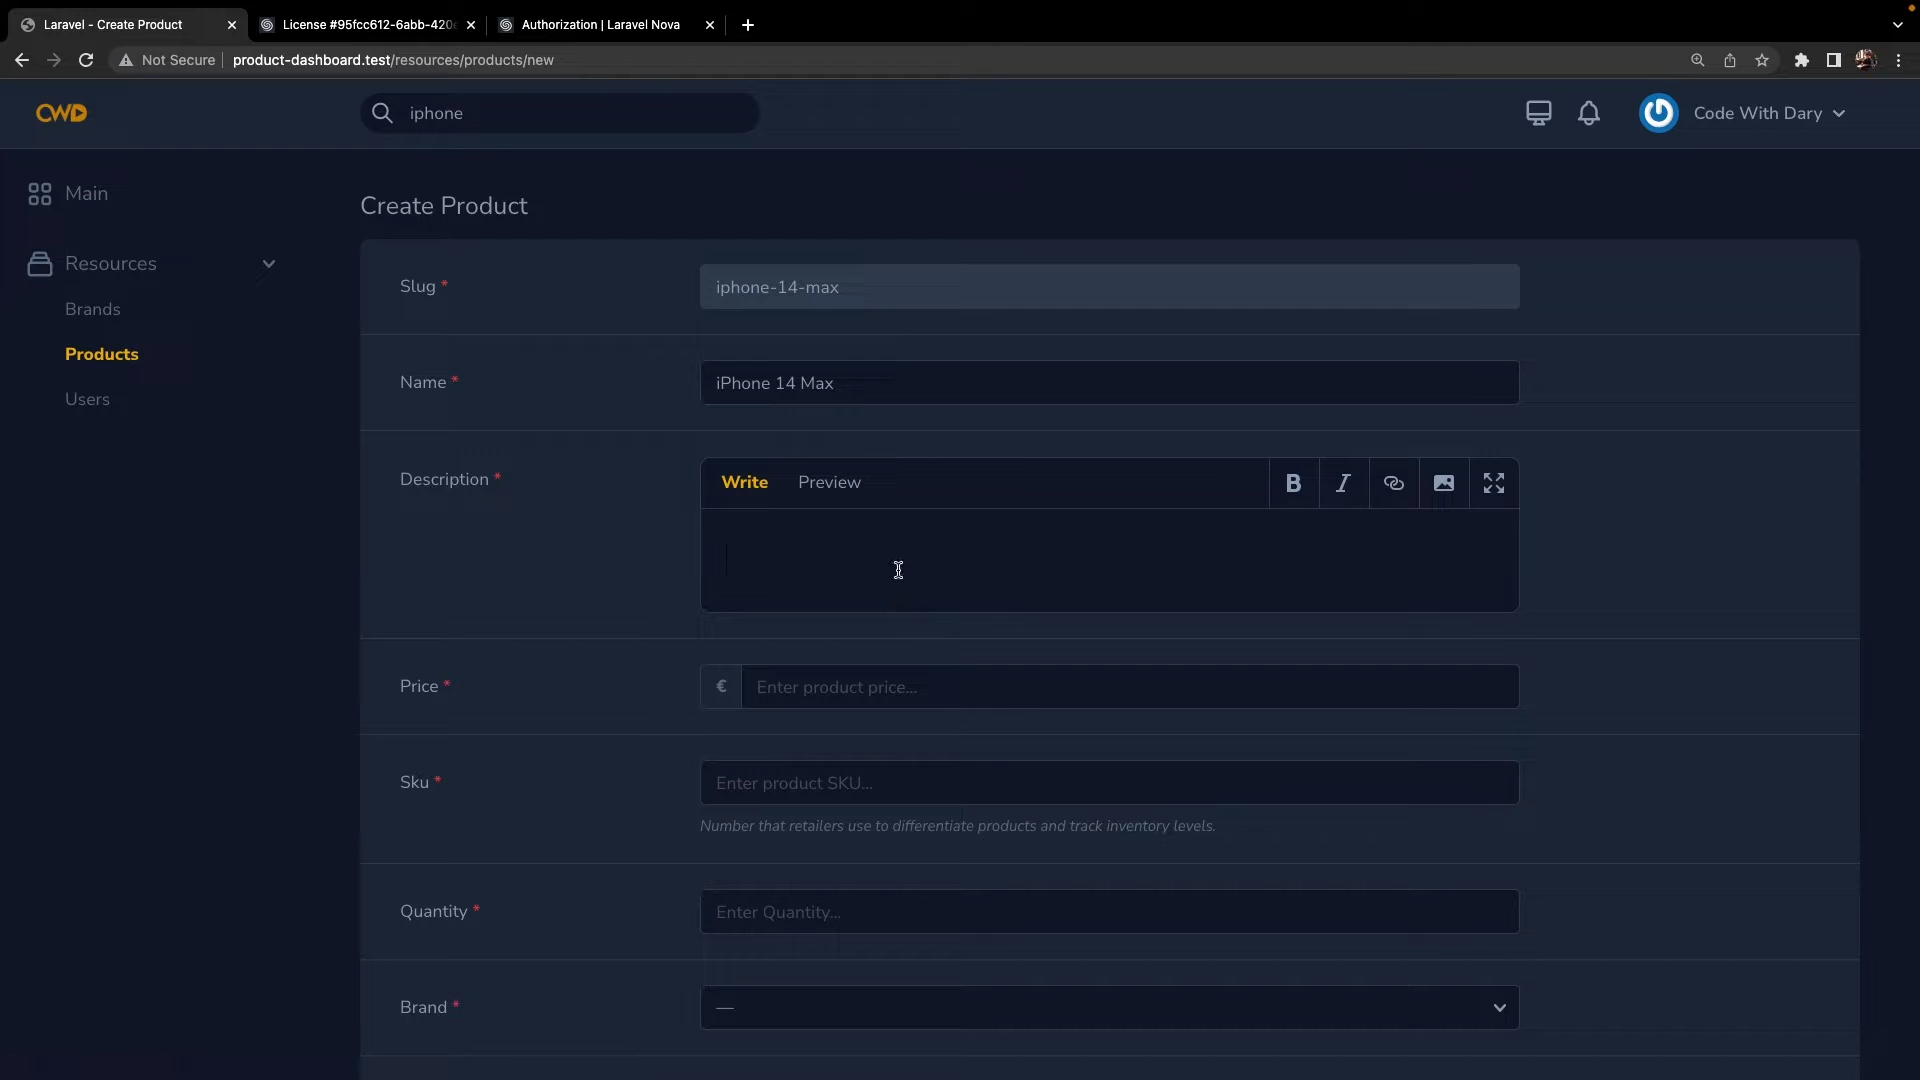 Laravel - Create Product
License #95fcc612-6abb-420
Authorization | Laravel Nova
Not Secure
product-dashboard.test/resources/products/new
CWD
iphone
Code With Dary
Main
Resources
Brands
Products
Users
Create Product
Slug *
iphone-14-max
Name *
iPhone 14 Max
Description *
Write
Preview
B
I
Price *
€
Enter product price...
Sku *
Enter product SKU...
Number that retailers use to differentiate products and track inventory levels.
Quantity *
Enter Quantity...
Brand *
—